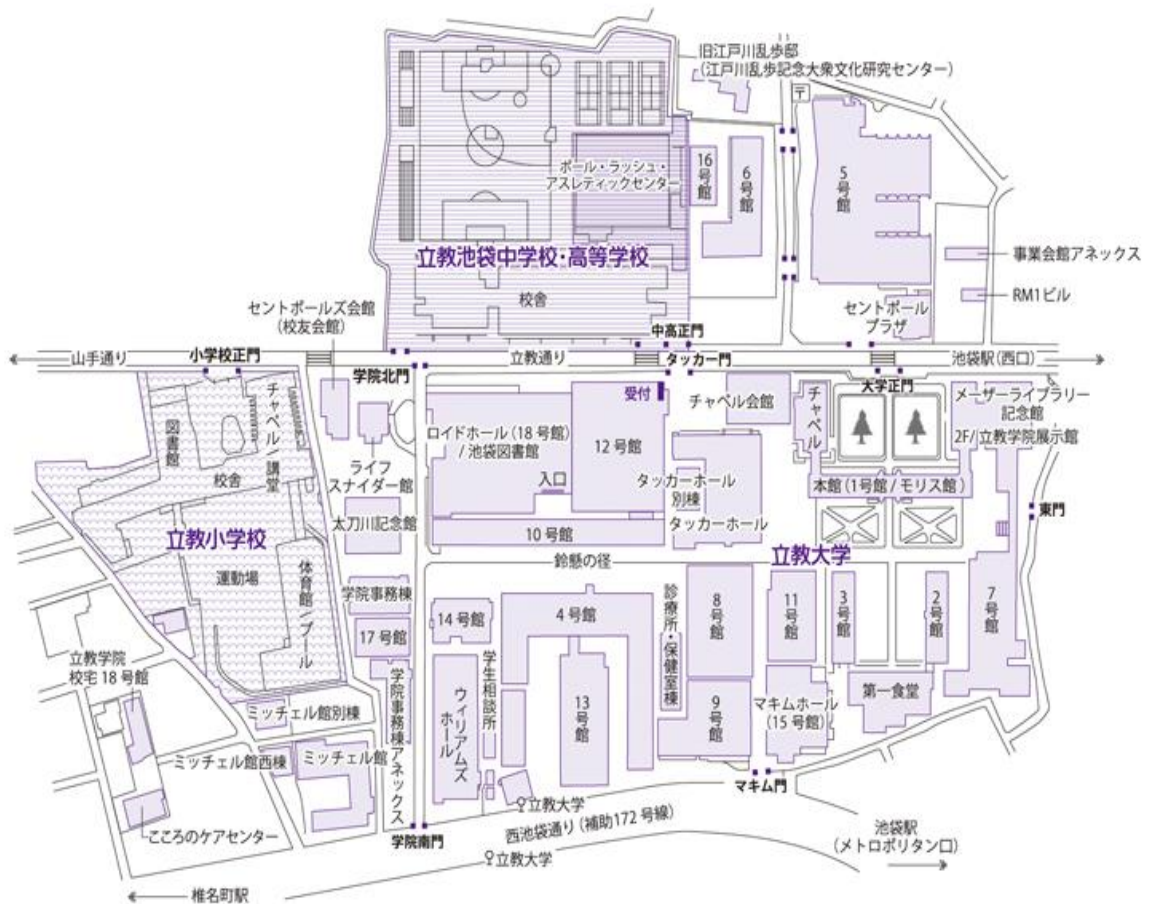 旧江戸川乱歩邸
(江戸川乱歩記念大衆文化研究センター)
〒
ポール・ラッシュ・
アスレティックセンター
16号館
6号館
5号館
立教池袋中学校・高等学校
校舎
事業会館アネックス
RM1ビル
セントポール
プラザ
セントポールズ会館
(校友会館)
中高正門
山手通り
小学校正門
立教通り
タッカー門
池袋駅(西口)
学院北門
大学正門
受付
チャペル会館
チャペル
メーザーライブラリー
記念館
2F/立教学院展示館
図書館
校舎
チャペル/講堂
ライフ
スナイダー館
ロイドホール(18号館)
/池袋図書館
入口
12号館
タッカーホール
別棟
タッカーホール
本館(1号館/モリス館)
東門
太刀川記念館
10号館
立教小学校
運動場
体育館/プール
鈴懸の径
立教大学
学院事務棟
14号館
4号館
診療所・保健室棟
8号館
11号館
3号館
2号館
7号館
17号館
立教学院
校宅18号館
学院事務棟アネックス
ウィリアムズ
ホール
学生相談所
13号館
9号館
マキムホール
(15号館)
第一食堂
ミッチェル館別棟
ミッチェル館西棟
ミッチェル館
マキム門
こころのケアセンター
学院南門
立教大学
西池袋通り(補助172号線)
立教大学
池袋駅
(メトロポリタン口)
椎名町駅